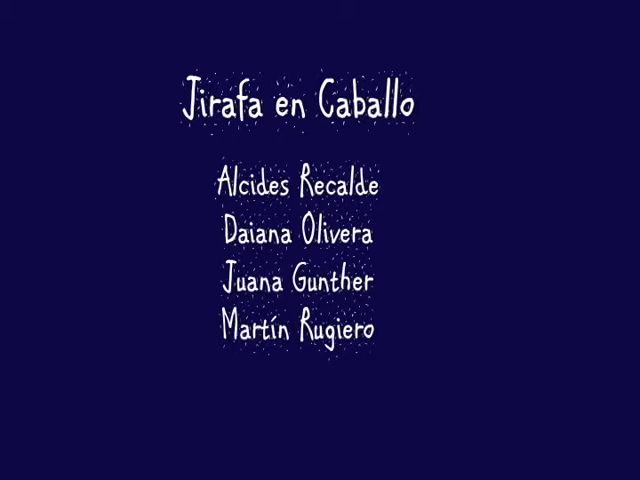 Jirafa en Caballo
Alcides Recalde
Daiana Olivera
Juana Gunther
Martín Rugiero